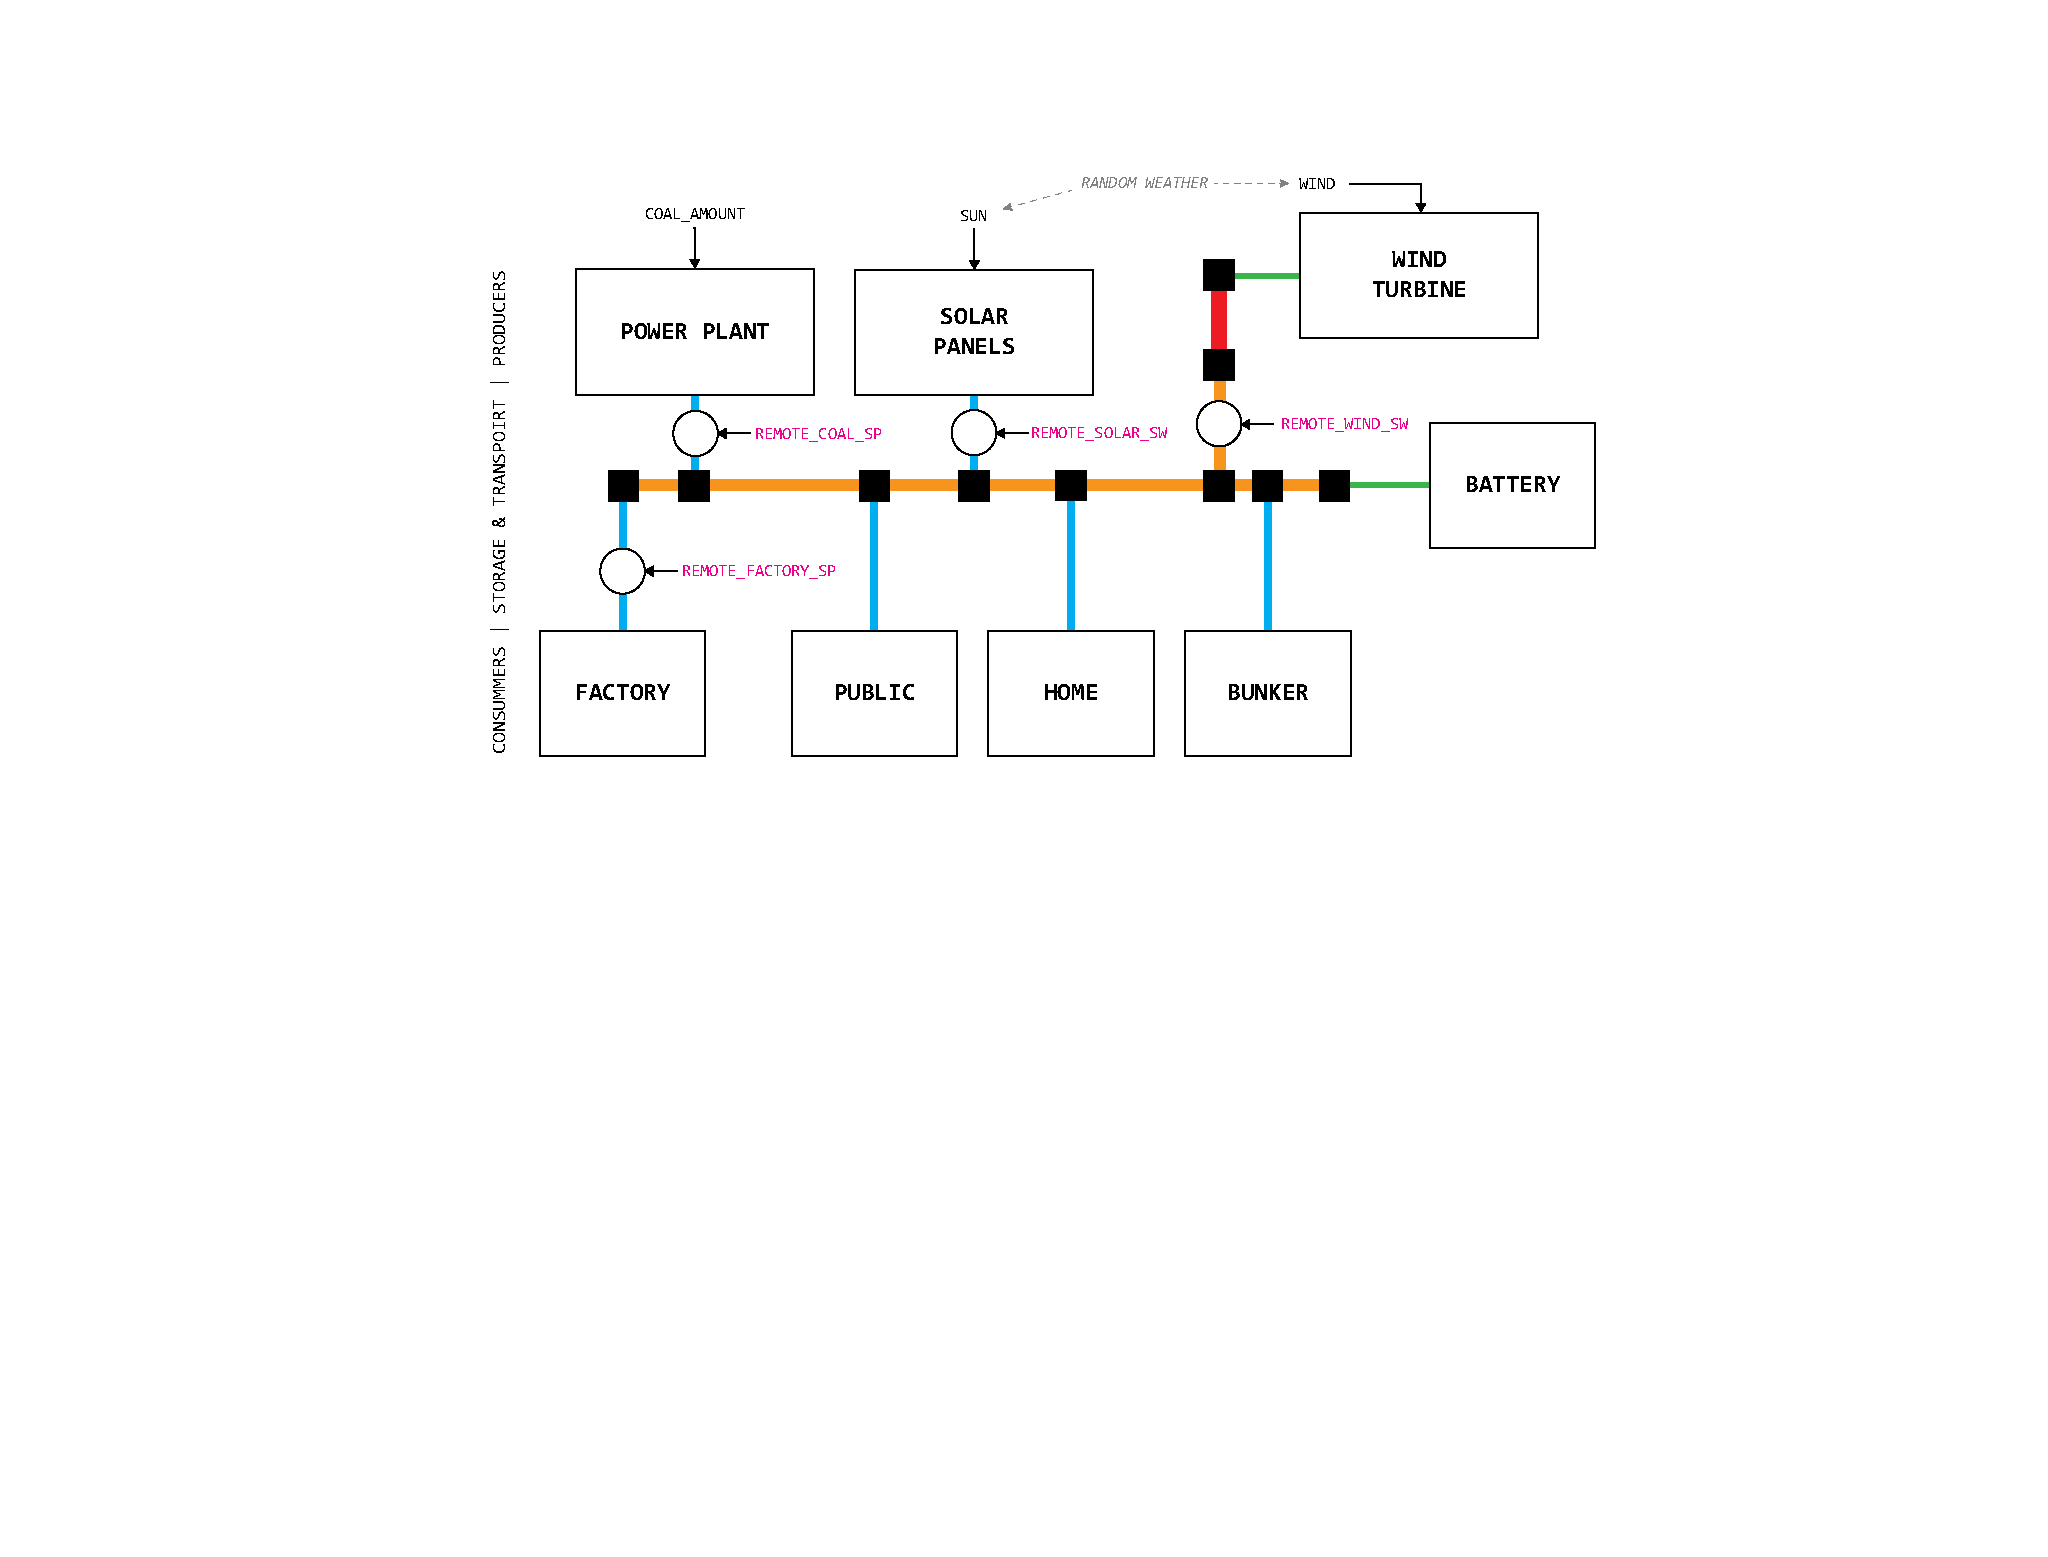 RANDOM WEATHER
WIND
COAL_AMOUNT
SUN
WIND
TURBINE
POWER PLANT
SOLAR
PANELS
REMOTE_COAL_SP
REMOTE_SOLAR_SW
REMOTE_WIND_SW
BATTERY
REMOTE_FACTORY_SP
FACTORY
PUBLIC
HOME
BUNKER
CONSUMMERS | STORAGE & TRANSPOIRT | PRODUCERS